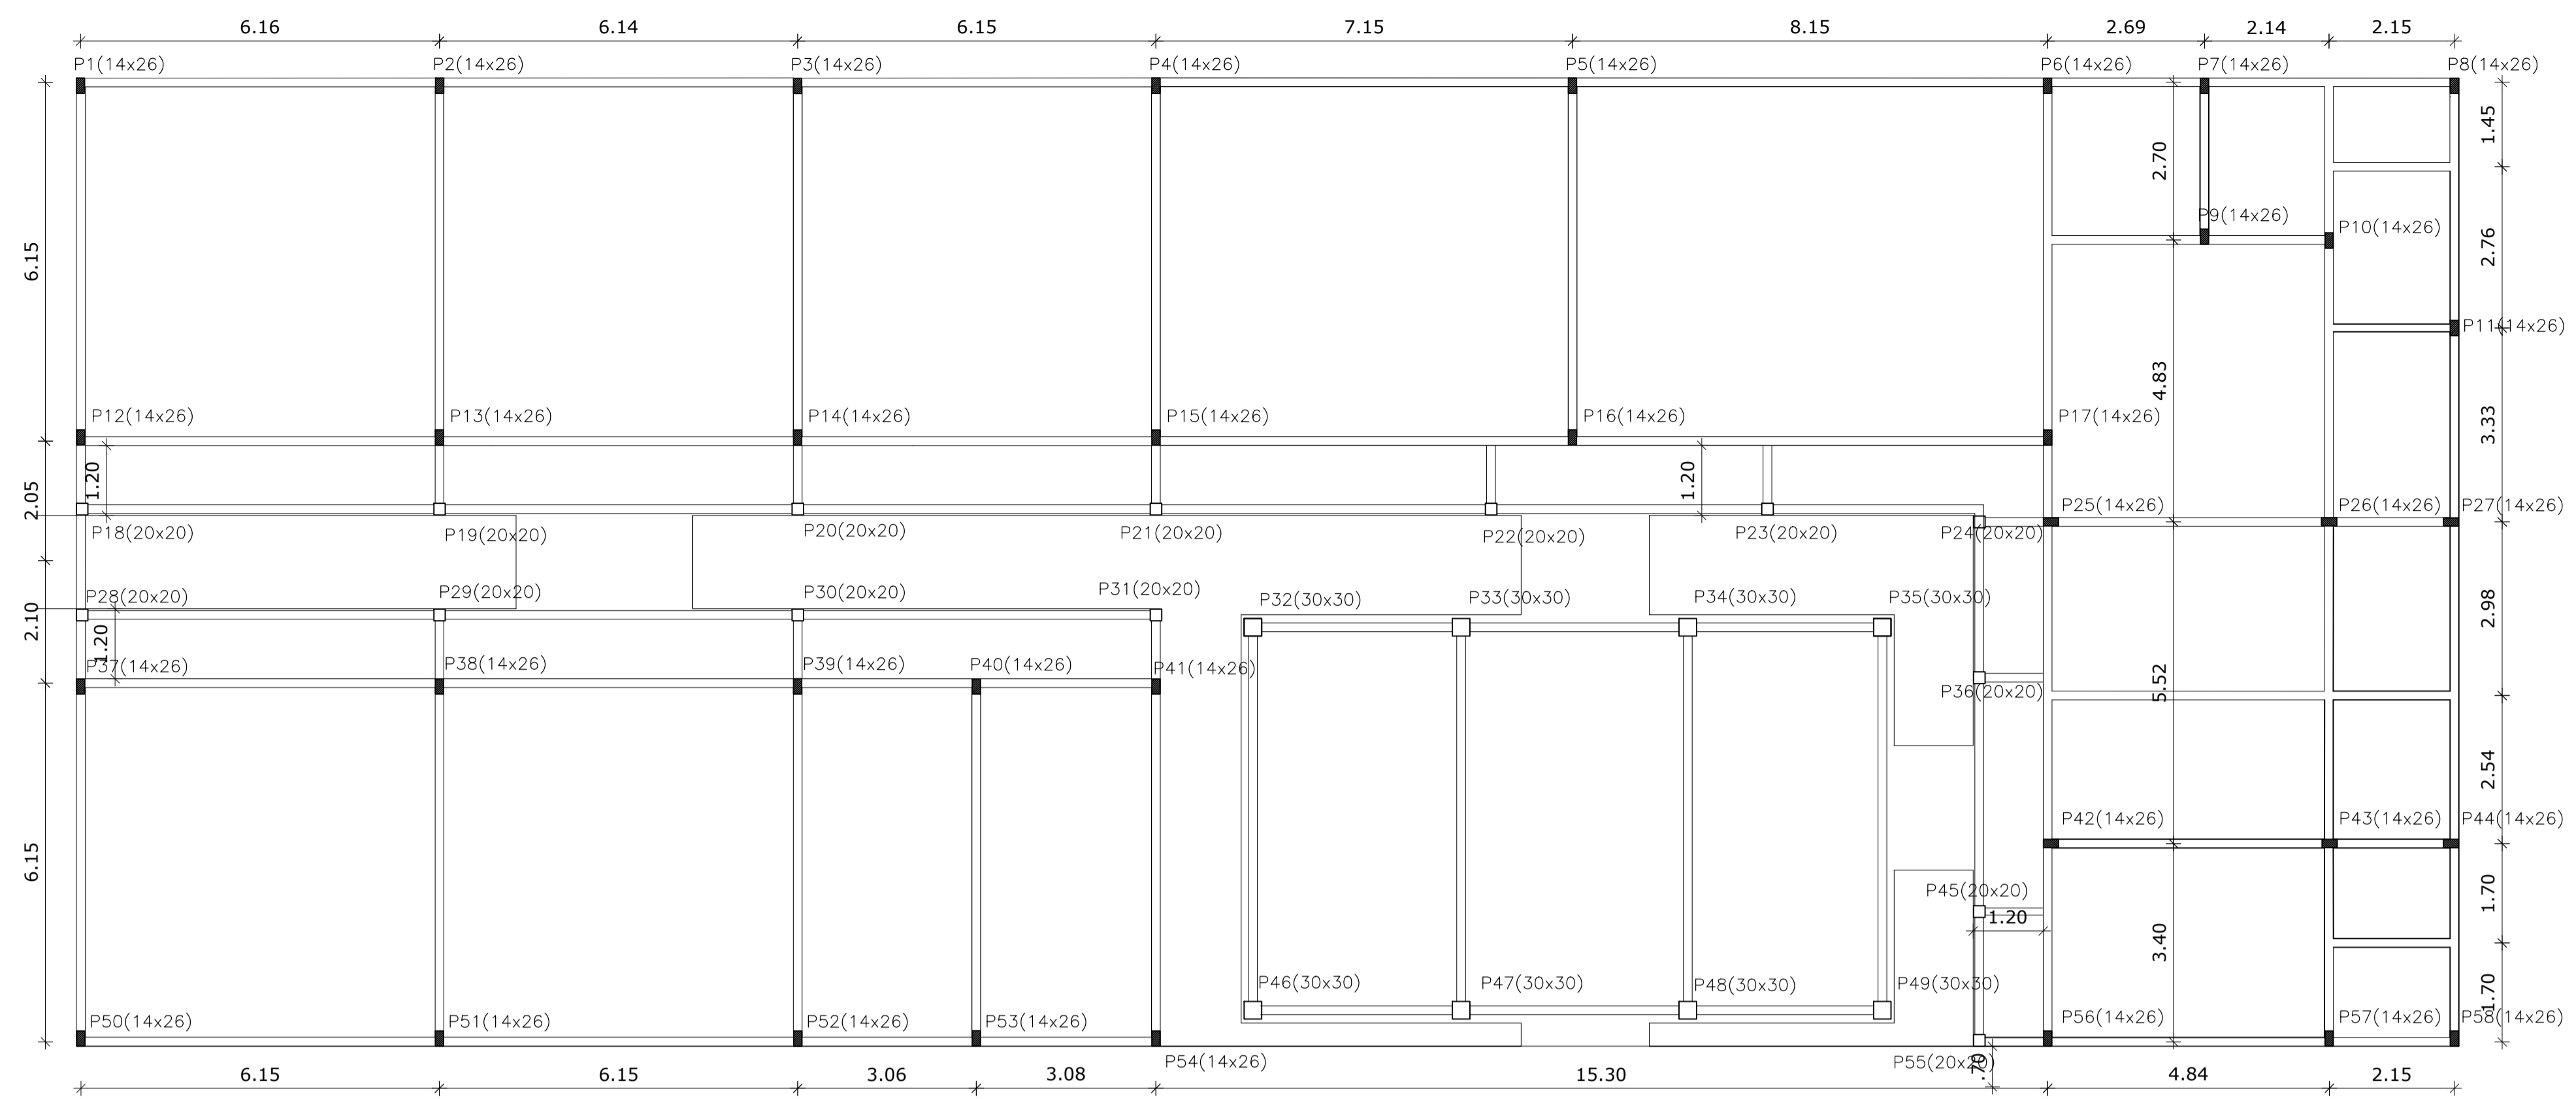 6.16 6.14 6.15 7.15 8.15 2.69 2.14 2.15
P1(14x26) P2(14x26) P3(14x26) P4(14x26) P5(14x26) P6(14x26) P7(14x26) P8(14x26)
1.45
2.70
P9(14x26)
P10(14x26)
6.15
2.76
P11(14x26)
4.83
P12(14x26) P13(14x26) P14(14x26) P15(14x26) P16(14x26) P17(14x26)
3.33
1.20 1.20
2.05
P25(14x26) P26(14x26) P27(14x26)
P18(20x20) P19(20x20) P20(20x20) P21(20x20) P22(20x20) P23(20x20) P24(20x20)
P28(20x20) P29(20x20) P30(20x20) P31(20x20) P32(30x30) P33(30x30) P34(30x30) P35(30x30)
2.98
2.10
1.20
P37(14x26) P38(14x26) P39(14x26) P40(14x26) P41(14x26)
5.52
P36(20x20)
2.54
P42(14x26) P43(14x26) P44(14x26)
6.15
P45(20x20)
1.70
1.20
3.40
P46(30x30) P47(30x30) P48(30x30) P49(30x30)
1.70
P50(14x26) P51(14x26) P52(14x26) P53(14x26) P56(14x26) P57(14x26) P58(14x26)
P54(14x26) P55(20x20)
.70
6.15 6.15 3.06 3.08 15.30 4.84 2.15